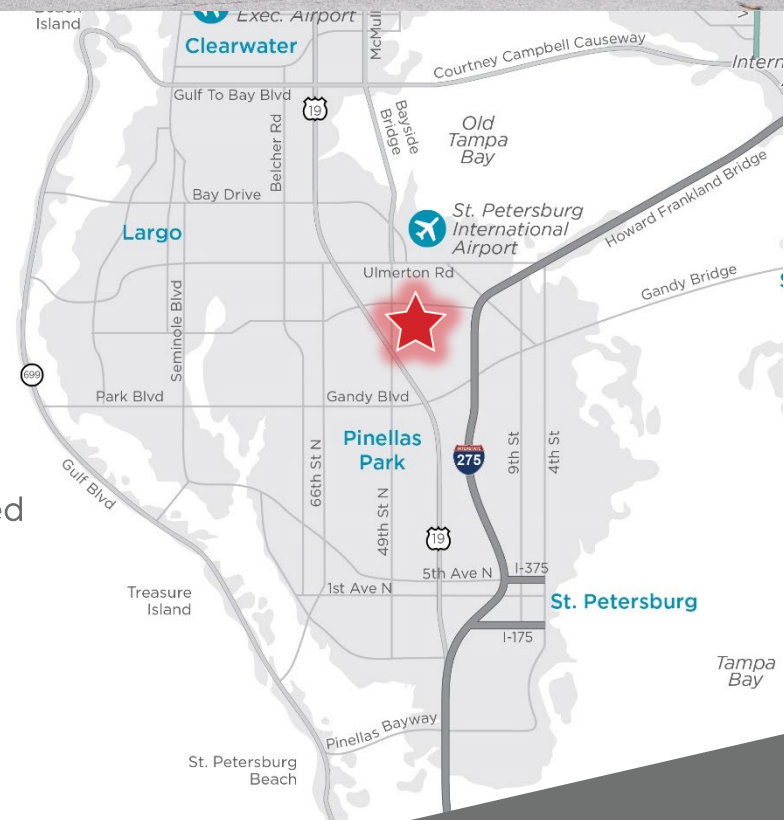 Island
Exec. Airport
Clearwater
McMull
Courtney Campbell Causeway
Intern
Gulf To Bay Blvd
19
Bayside
Bridge
Old
Tampa
Bay
Belcher Rd
Bay Drive
Largo
St. Petersburg
International
Airport
Howard Frankland Bridge
Ulmerton Rd
Gandy Bridge
Seminole Blvd
699
Park Blvd
Gandy Blvd
Pinellas
Park
INTERSTATE
275
9th St
4th St
66th St N
49th St N
Gulf Blvd
ed
19
5th Ave N
I-375
1st Ave N
Treasure
Island
St. Petersburg
I-175
Tampa
Bay
Pinellas Bayway
St. Petersburg
Beach